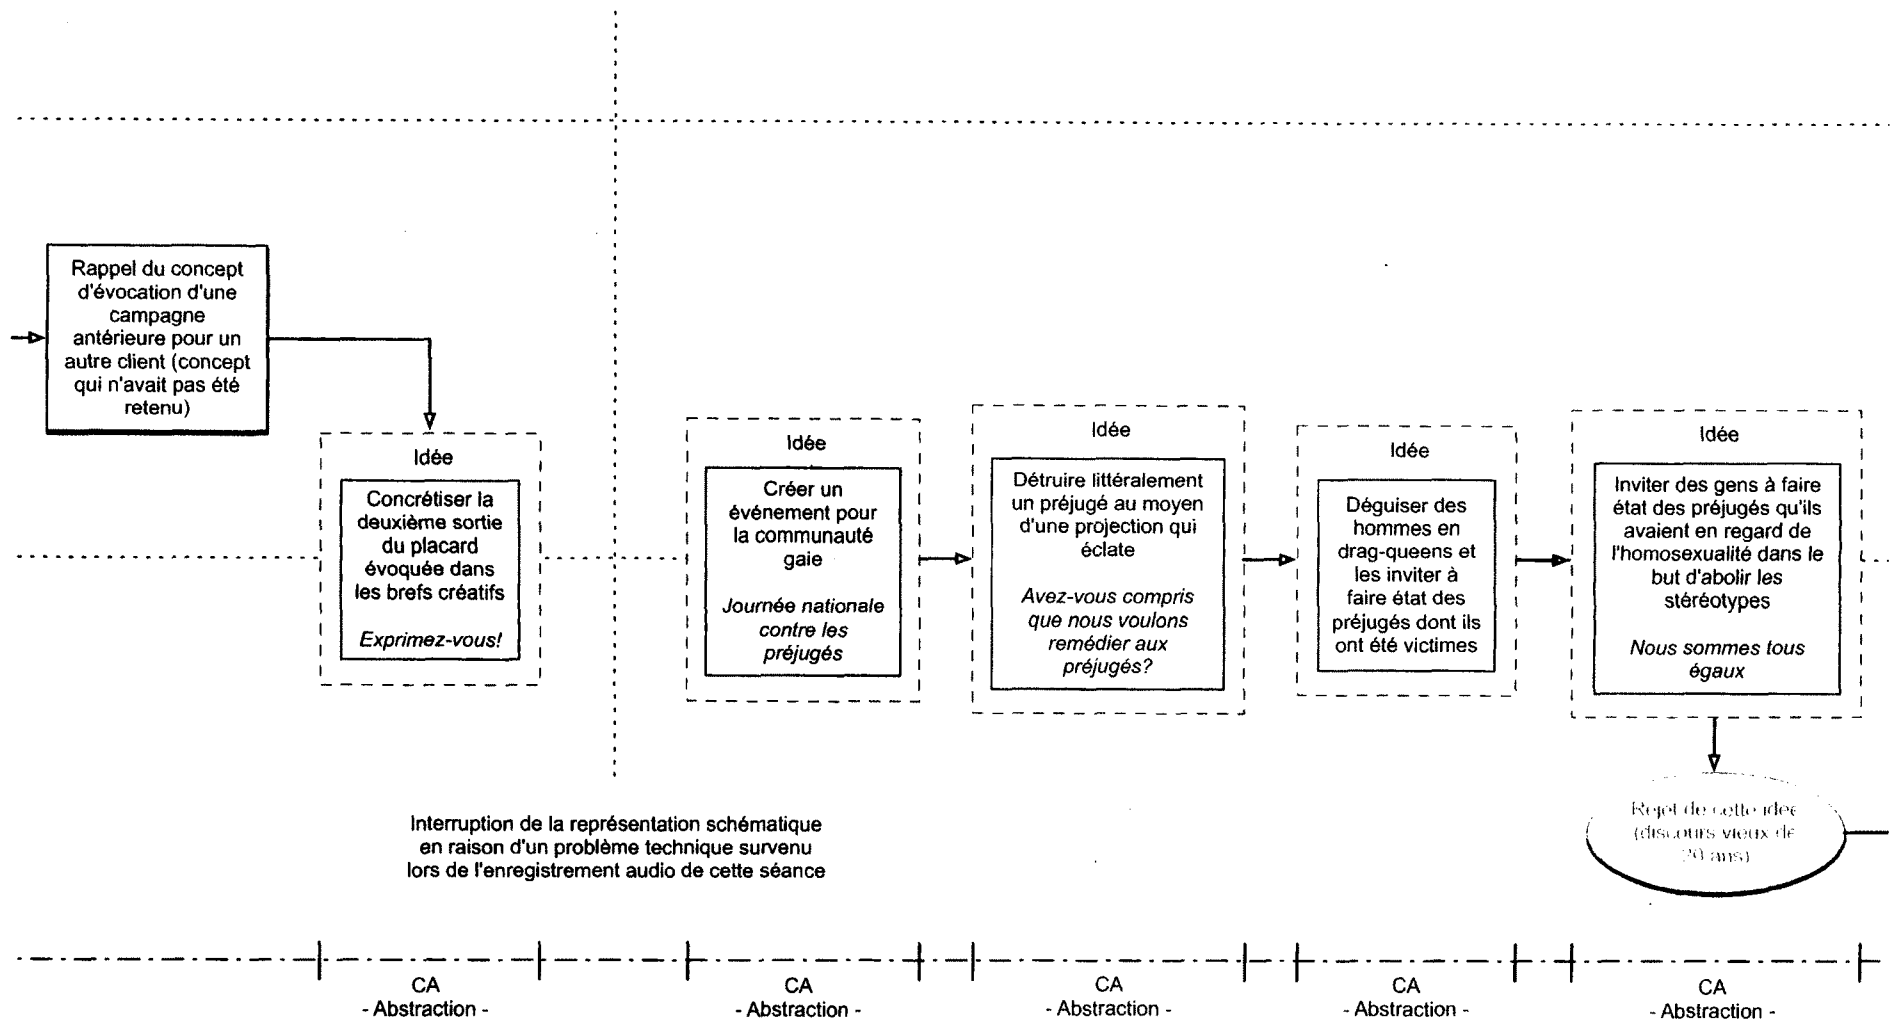 Rappel du concept
d'évocation d'une
campagne
antérieure pour un
autre client (concept
qui n'avait pas été
retenu)
Idée
Concrétiser la
deuxième sortie
du placard
évoquée dans
les brefs créatifs
Exprimez-vous!
Idée
Créer un
événement pour
la communauté
gaie
Journée nationale
contre les
préjugés
Idée
Détruire littéralement
un préjugé au moyen
d'une projection qui
éclate
Avez-vous compris
que nous voulons
remédier aux
préjugés?
Idée
Déguiser des
hommes en
drag-queens et
les inviter à
faire état des
préjugés dont ils
ont été victimes
Idée
Inviter des gens à faire
état des préjugés qu'ils
avaient en regard de
l'homosexualité dans le
but d'abolir les
stéréotypes
Nous sommes tous
égaux
Rejet de cette idée
(discours vieux de
20 ans)
Interruption de la représentation schématique
en raison d'un problème technique survenu
lors de l'enregistrement audio de cette séance
CA
- Abstraction -
CA
- Abstraction -
CA
- Abstraction -
CA
- Abstraction -
CA
- Abstraction -